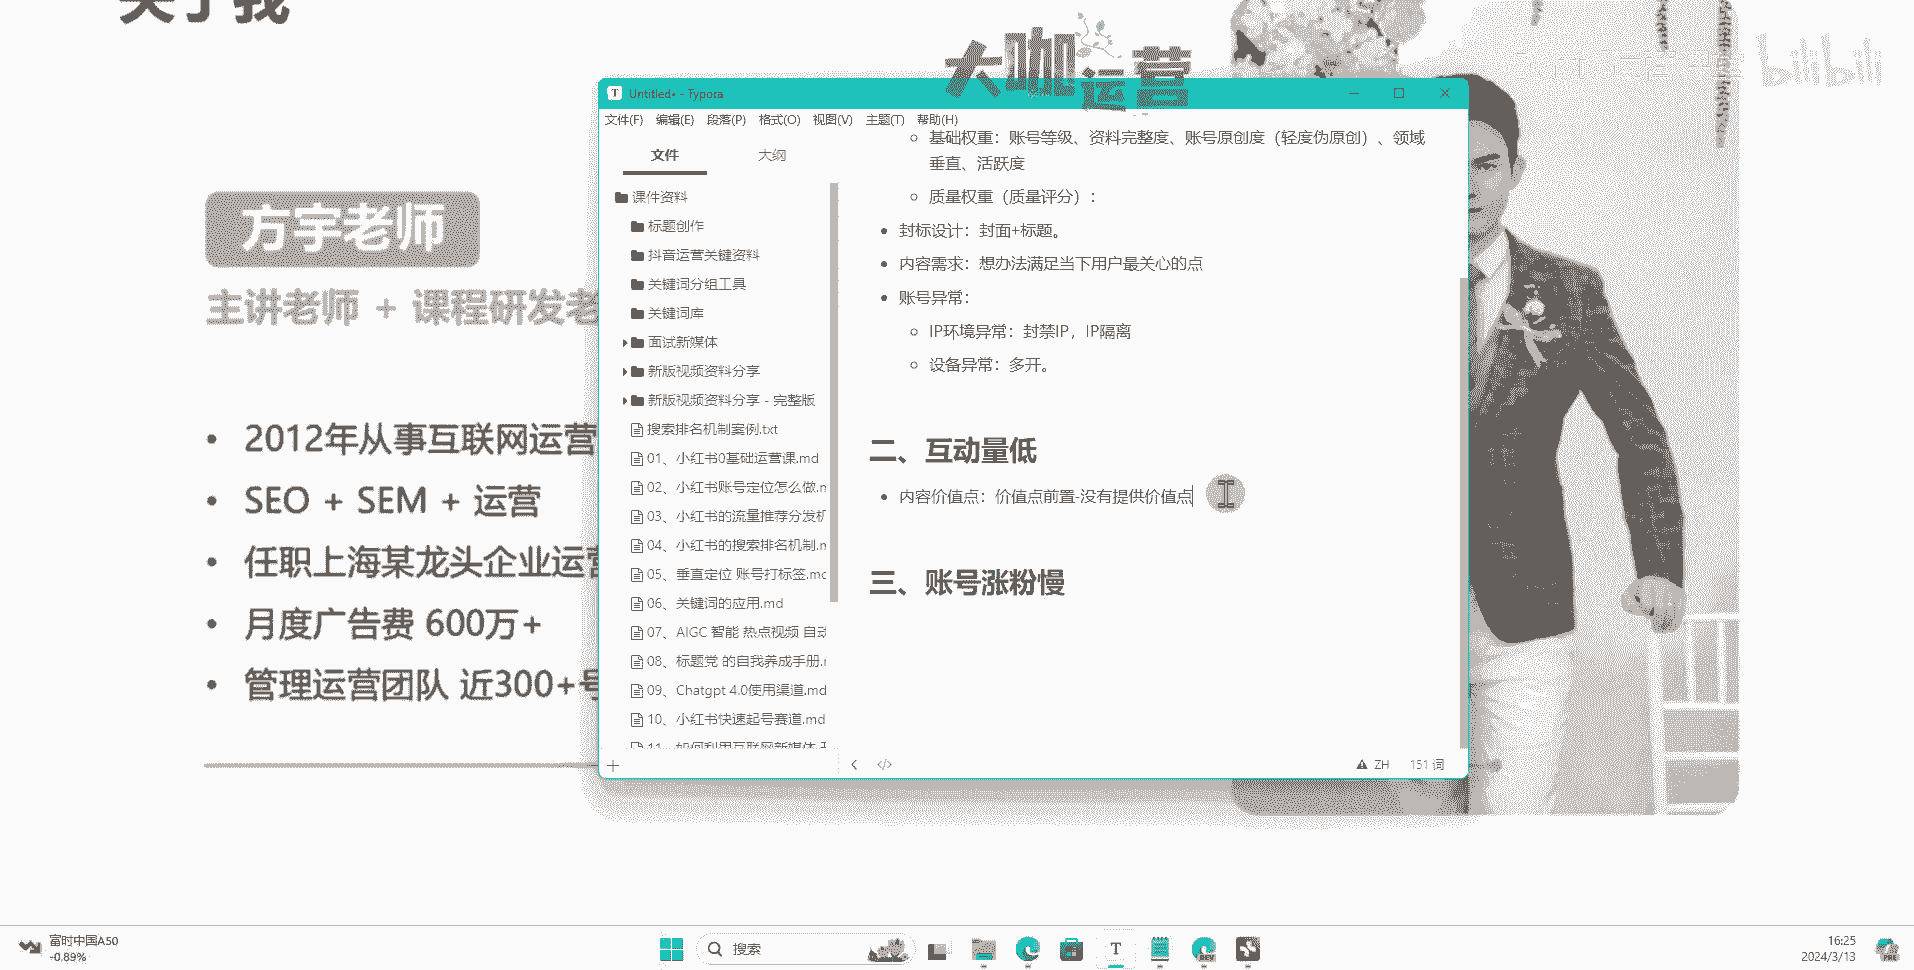 关于我
大咖运营
bilibili
方宇老师
主讲老师 + 课程研发老
2012年从事互联网运营
SEO + SEM + 运营
任职上海某龙头企业运营
月度广告费 600万+
管理运营团队 近300+号
Untitled• - Typora
文件(F) 编辑(E) 段落(P) 格式(O) 视图(V) 主题(T) 帮助(H)
文件 大纲
课件资料
标题创作
抖音运营关键资料
关键词分组工具
关键词库
面试新媒体
新版视频资料分享
新版视频资料分享 - 完整版
搜索排名机制案例.txt
01、小红书0基础运营课.md
02、小红书账号定位怎么做.m
03、小红书的流量推荐分发机
04、小红书的搜索排名机制.m
05、垂直定位 账号打标签.md
06、关键词的应用.md
07、AIGC 智能 热点视频 自动
08、标题党 的自我养成手册.m
09、Chatgpt 4.0使用渠道.md
10、小红书快速起号赛道.md
11、如何利用互联网新媒体
基础权重：账号等级、资料完整度、账号原创度（轻度伪原创）、领域
垂直、活跃度
质量权重（质量评分）：
封标设计：封面+标题。
内容需求：想办法满足当下用户最关心的点
账号异常：
IP环境异常：封禁IP，IP隔离
设备异常：多开。
二、互动量低
内容价值点：价值点前置-没有提供价值点
三、账号涨粉慢
ZH 151 词
富时中国A50
-0.89%
搜索
16:25
2024/3/13